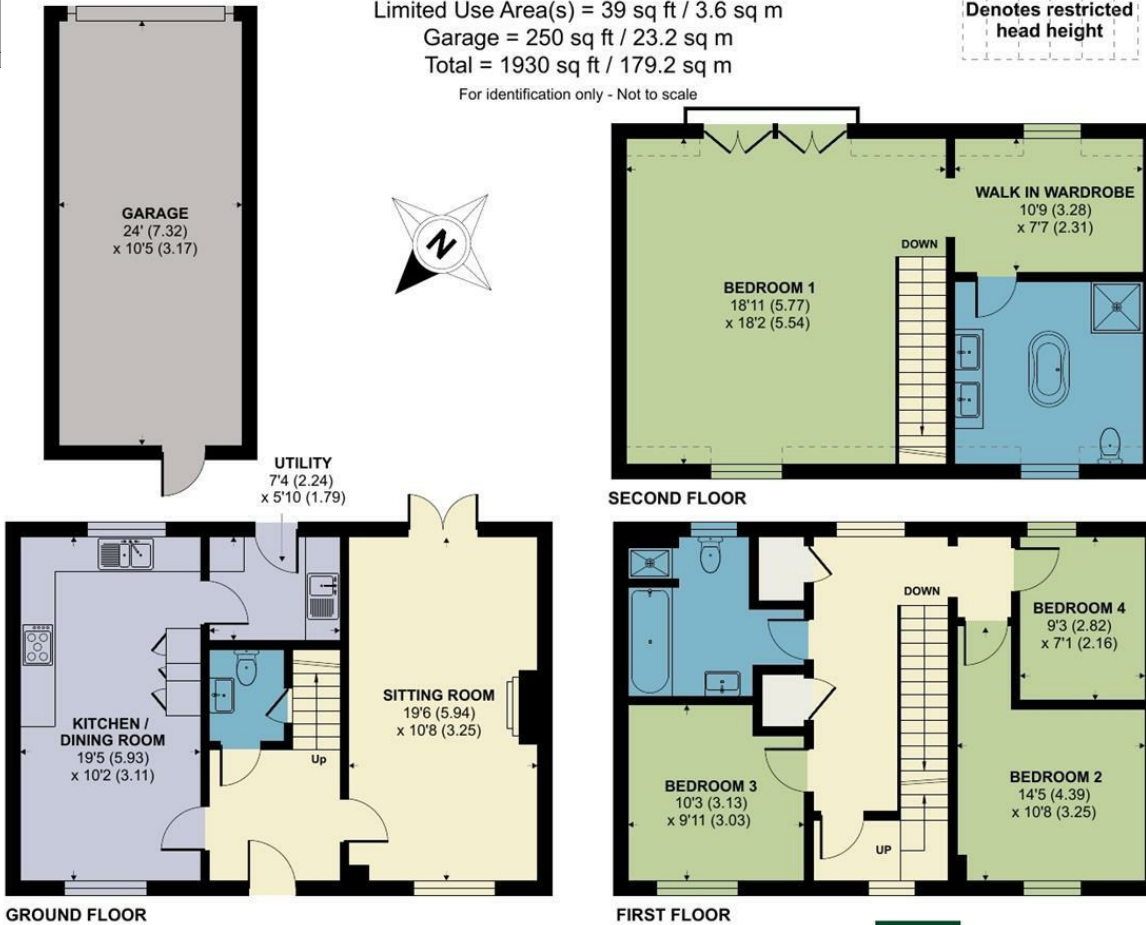 Limited Use Area(s) = 39 sq ft / 3.6 sq m
Garage = 250 sq ft / 23.2 sq m
Total = 1930 sq ft / 179.2 sq m
For identification only - Not to scale
Denotes restricted
head height
GARAGE
24' (7.32)
x 10'5 (3.17)
N
BEDROOM 1
18'11 (5.77)
x 18'2 (5.54)
DOWN
WALK IN WARDROBE
10'9 (3.28)
x 7'7 (2.31)
SECOND FLOOR
UTILITY
7'4 (2.24)
x 5'10 (1.79)
KITCHEN /
DINING ROOM
19'5 (5.93)
x 10'2 (3.11)
Up
SITTING ROOM
19'6 (5.94)
x 10'8 (3.25)
GROUND FLOOR
DOWN
BEDROOM 4
9'3 (2.82)
x 7'1 (2.16)
BEDROOM 3
10'3 (3.13)
x 9'11 (3.03)
UP
BEDROOM 2
14'5 (4.39)
x 10'8 (3.25)
FIRST FLOOR